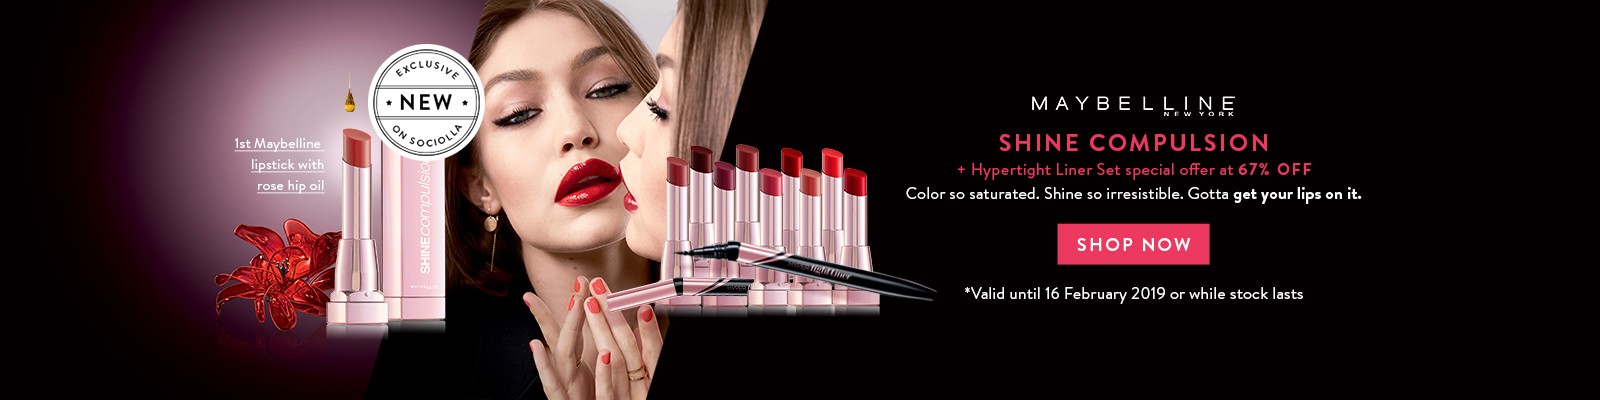 EXCLUSIVE
NEW
ON SOCIOLLA
1st Maybelline
lipstick with
rose hip oil
SHINEcompulsion
MAYBELLINE
NEW YORK
SHINE COMPULSION
+ Hypertight Liner Set special offer at 67% OFF
Color so saturated. Shine so irresistible. Gotta get your lips on it.
SHOP NOW
*Valid until 16 February 2019 or while stock lasts